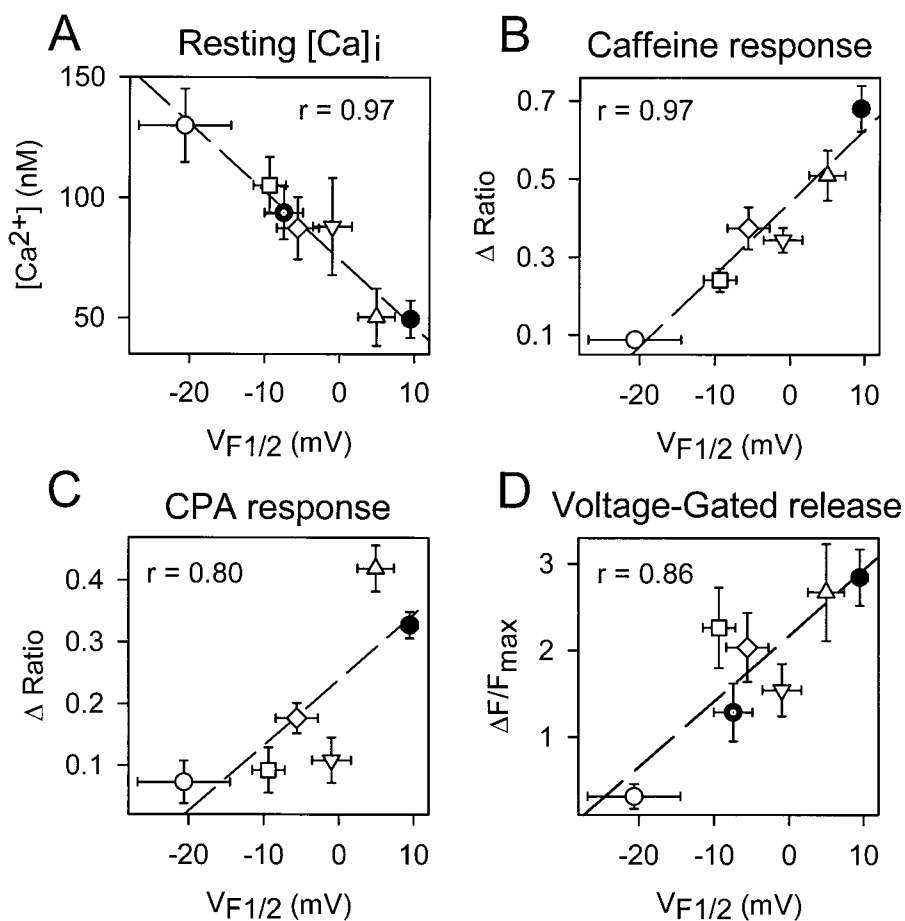 A
Resting [Ca]i
150
100
50
[Ca2+] (nM)
r = 0.97
-20
-10
0
10
VF1/2 (mV)
B
Caffeine response
0.7
0.5
0.3
0.1
Δ Ratio
r = 0.97
-20
-10
0
10
VF1/2 (mV)
C
CPA response
0.4
0.3
0.2
0.1
Δ Ratio
r = 0.80
-20
-10
0
10
VF1/2 (mV)
D
Voltage-Gated release
3
2
1
ΔF/Fmax
r = 0.86
-20
-10
0
10
VF1/2 (mV)